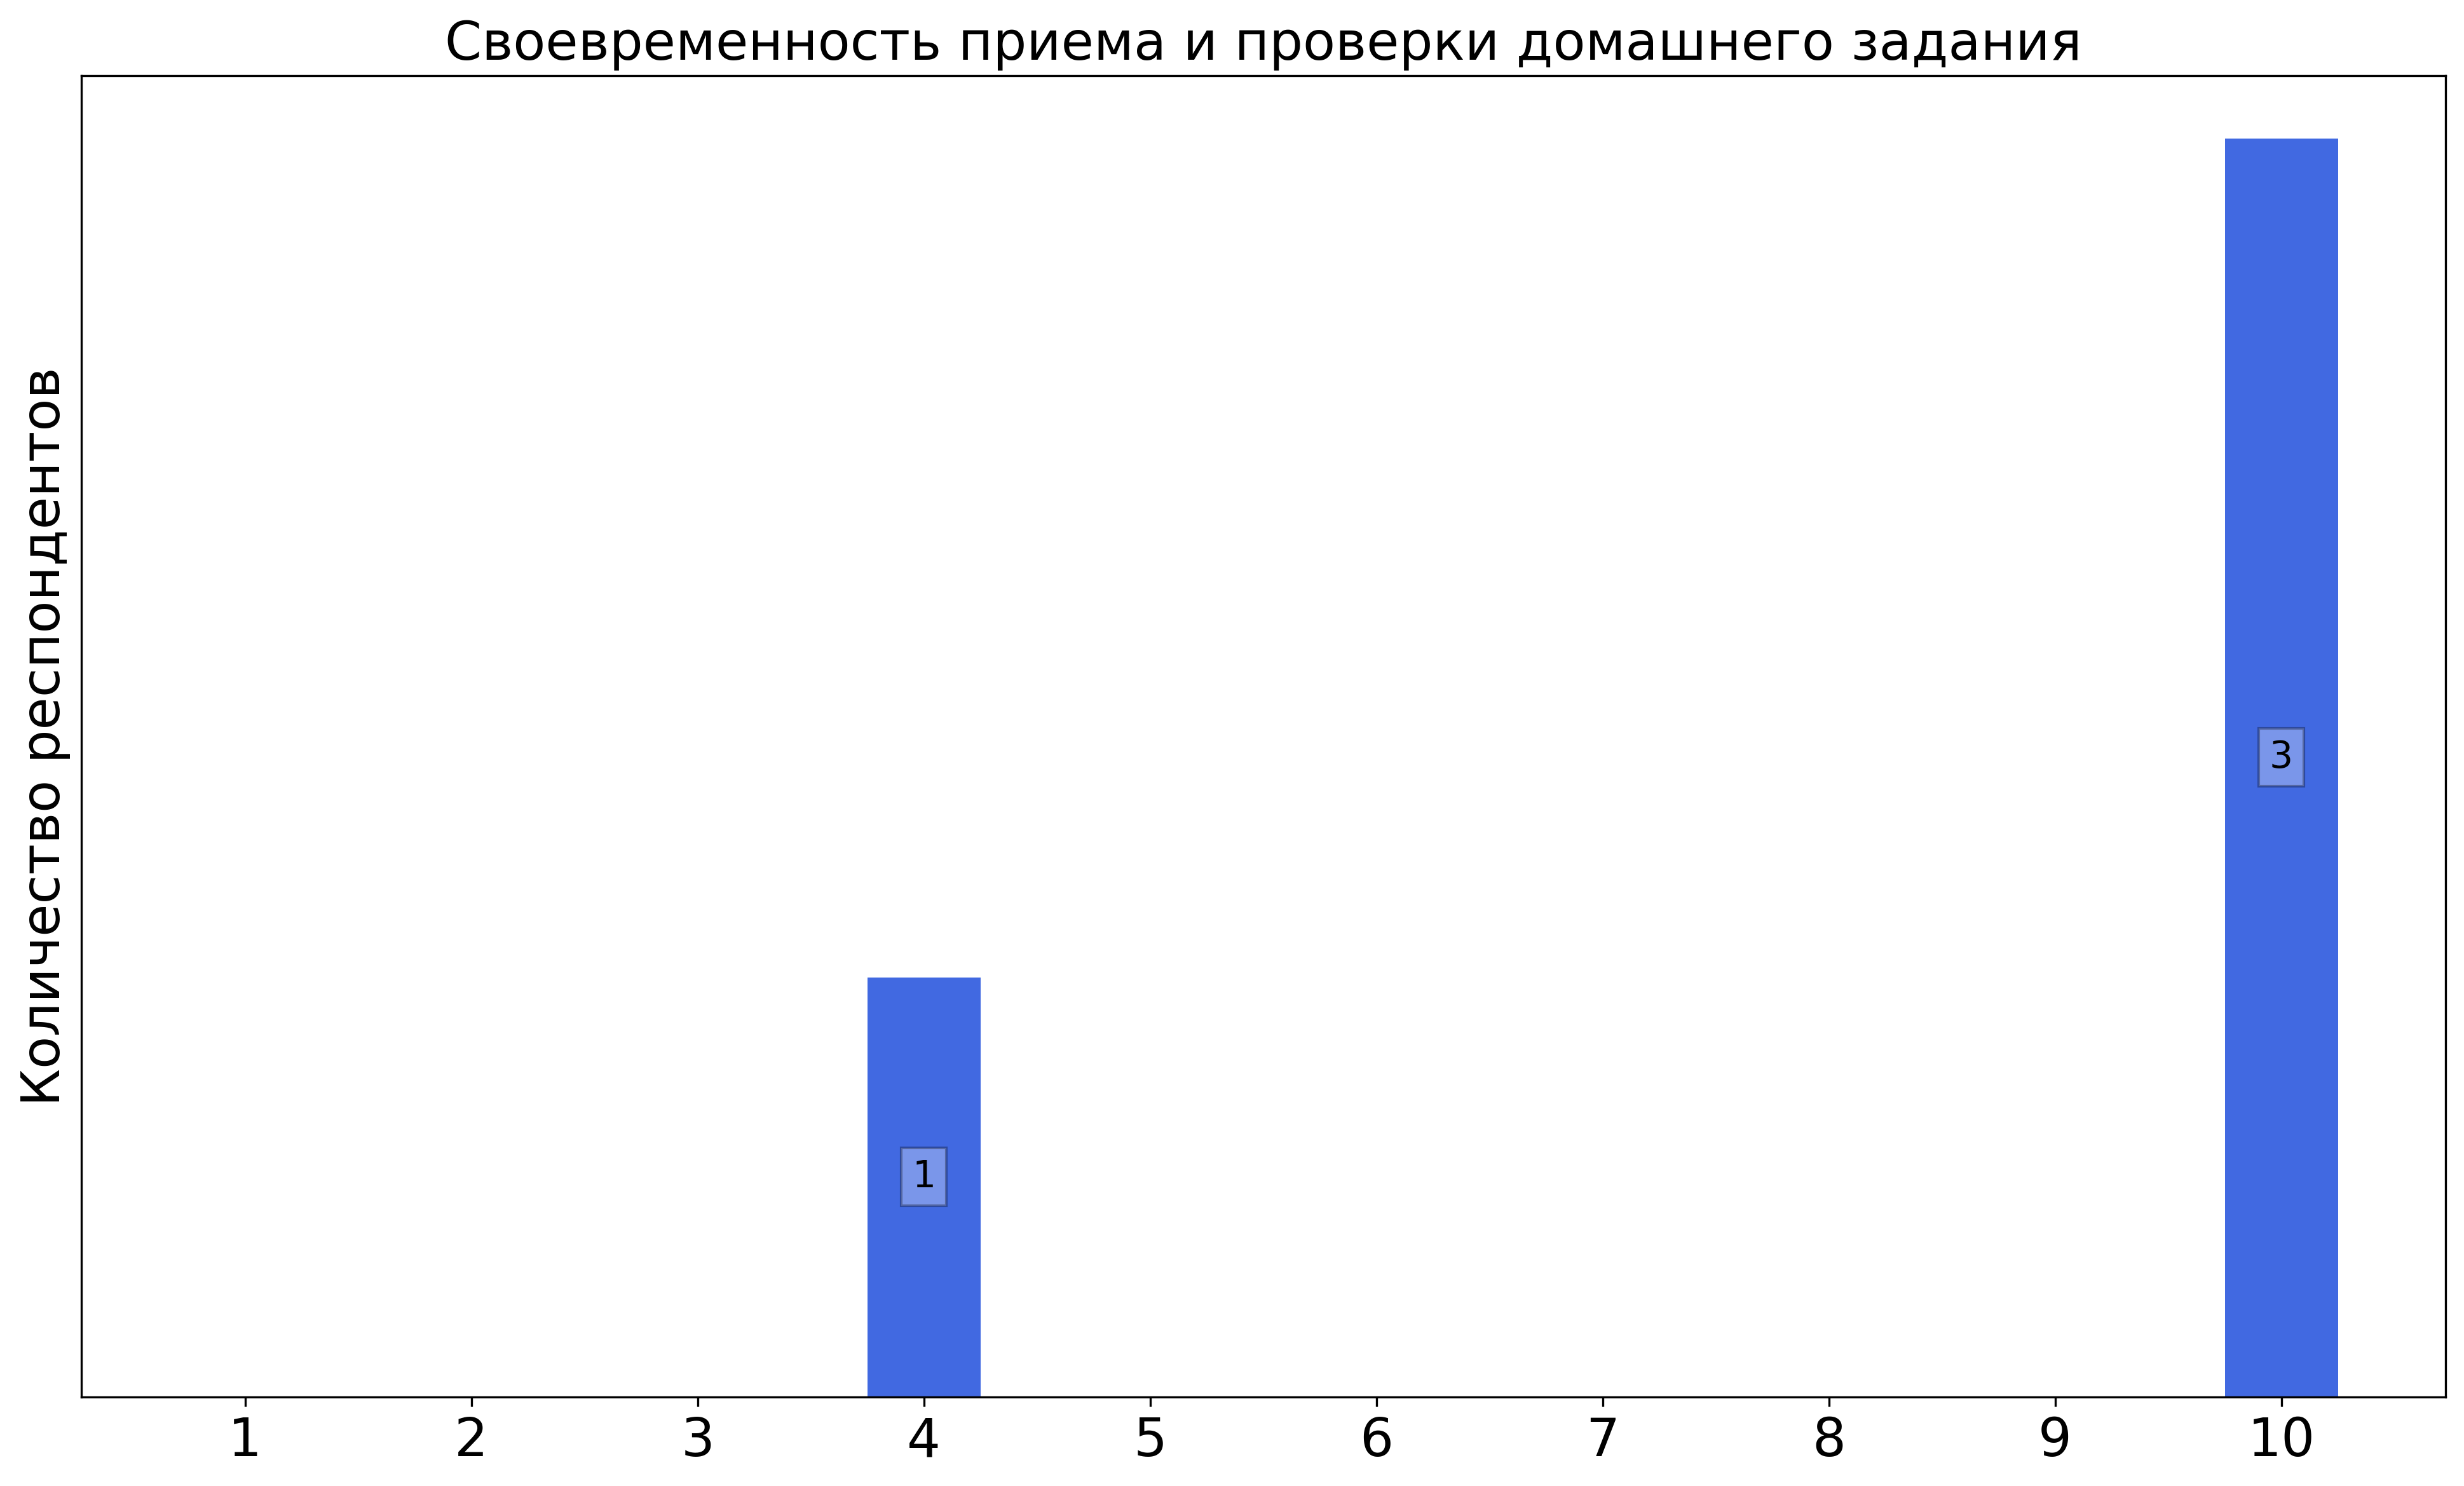 Своевременность приема и проверки домашнего задания
Количество респондентов
3
1
1 2 3 4 5 6 7 8 9 10